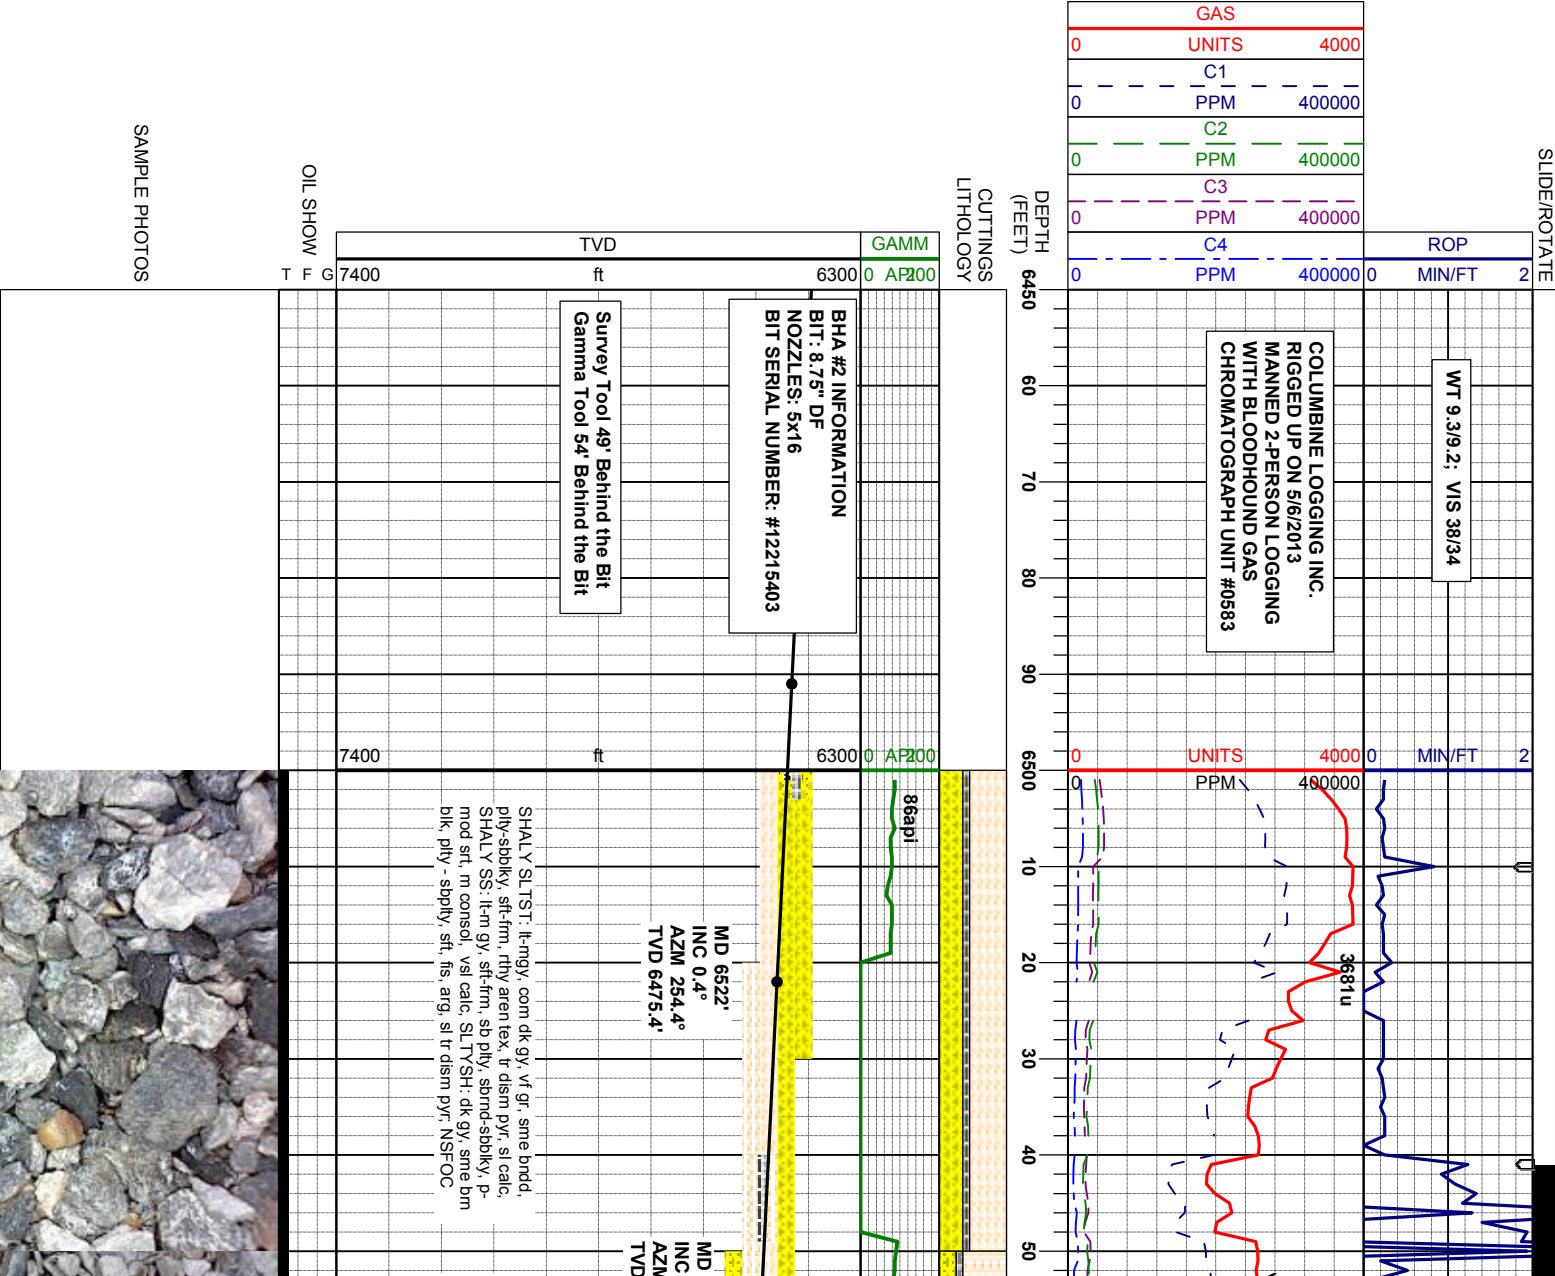 GAS
0 UNITS 4000
C1
0 PPM 400000
C2
0 PPM 400000
C3
0 PPM 400000
C4
0 PPM 400000
ROP
0 MIN/FT 2
SLIDE/ROTATE
DEPTH
(FEET)
CUTTINGS
LITHOLOGY
GAMM
0 API 200
TVD
7400 ft 6300
T F G
OIL SHOW
SAMPLE PHOTOS
6450
60
70
80
90
6500
10
20
30
40
50
WT 9.3/9.2; VIS 38/34
COLUMBINE LOGGING INC.
RIGGED UP ON 5/6/2013
MANNED 2-PERSON LOGGING
WITH BLOODHOUND GAS
CHROMATOGRAPH UNIT #0583
BHA #2 INFORMATION
BIT: 8.75" DF
NOZZLES: 5x16
BIT SERIAL NUMBER: #12215403
Survey Tool 49' Behind the Bit
Gamma Tool 54' Behind the Bit
7400 ft 6300
0 API 200
0 UNITS 4000
0 PPM 400000
0 MIN/FT 2
86api
3681u
MD 6522'
INC 0.4°
AZM 254.4°
TVD 6475.4'
SHALY SLTST: lt-mgy, com dk gy, vf gr, sme bndd,
plty-sbblky, sft-frm, rthy aren tex, tr dism pyr, sl calc,
SHALY SS: lt-m gy, sft-frm, sb plty, sbrnd-sbblky, p-
mod srt, m consol, vsl calc, SLTYSH: dk gy, sme brn
blk, plty - sbplty, sft, fis, arg, sl tr dism pyr, NSFOC
MD
INC
AZM
TVD